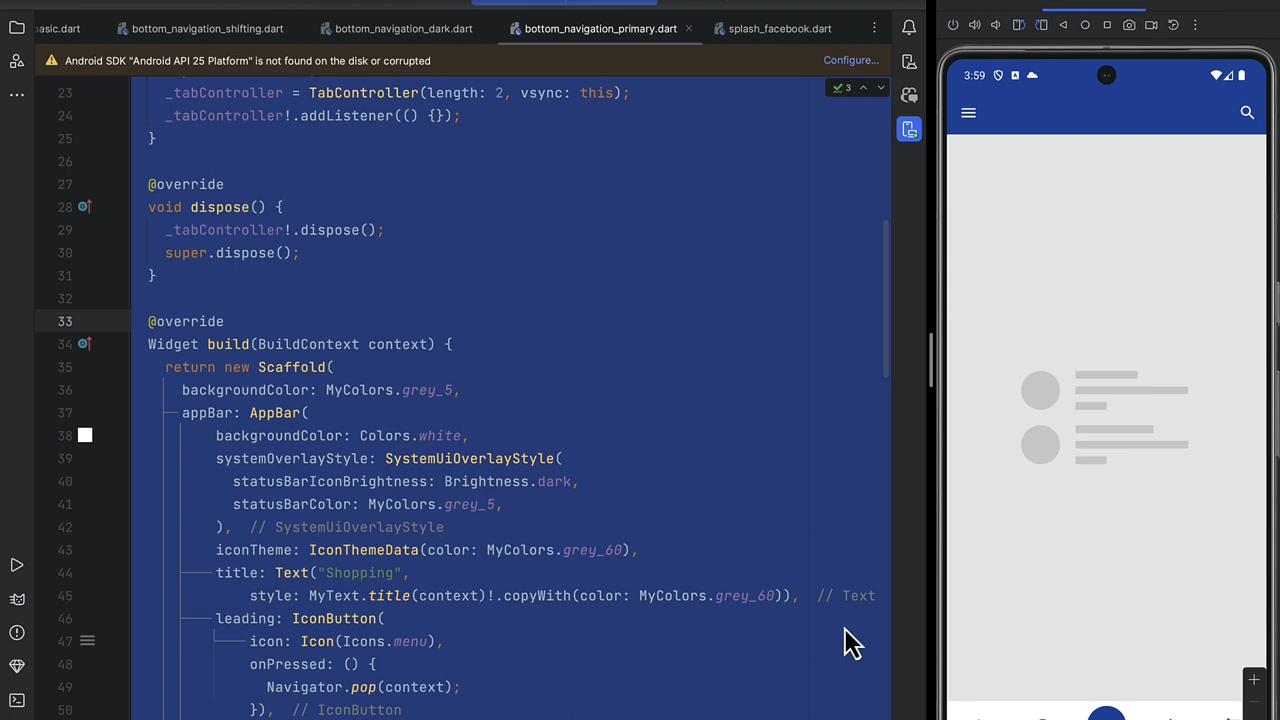 basic.dart
bottom_navigation_shifting.dart
bottom_navigation_dark.dart
bottom_navigation_primary.dart
splash_facebook.dart
Android SDK "Android API 25 Platform" is not found on the disk or corrupted
Configure...
3
23 _tabController = TabController(length: 2, vsync: this);
24 _tabController!.addListener(() {});
25 }
26
27 @override
28 void dispose() {
29 _tabController!.dispose();
30 super.dispose();
31 }
32
33 @override
34 Widget build(BuildContext context) {
35 return new Scaffold(
36 backgroundColor: MyColors.grey_5,
37 appBar: AppBar(
38 backgroundColor: Colors.white,
39 systemOverlayStyle: SystemUiOverlayStyle(
40 statusBarIconBrightness: Brightness.dark,
41 statusBarColor: MyColors.grey_5,
42 ), // SystemUiOverlayStyle
43 iconTheme: IconThemeData(color: MyColors.grey_60),
44 title: Text("Shopping",
45 style: MyText.title(context)!.copyWith(color: MyColors.grey_60)), // Text
46 leading: IconButton(
47 icon: Icon(Icons.menu),
48 onPressed: () {
49 Navigator.pop(context);
50 }), // IconButton
3:59